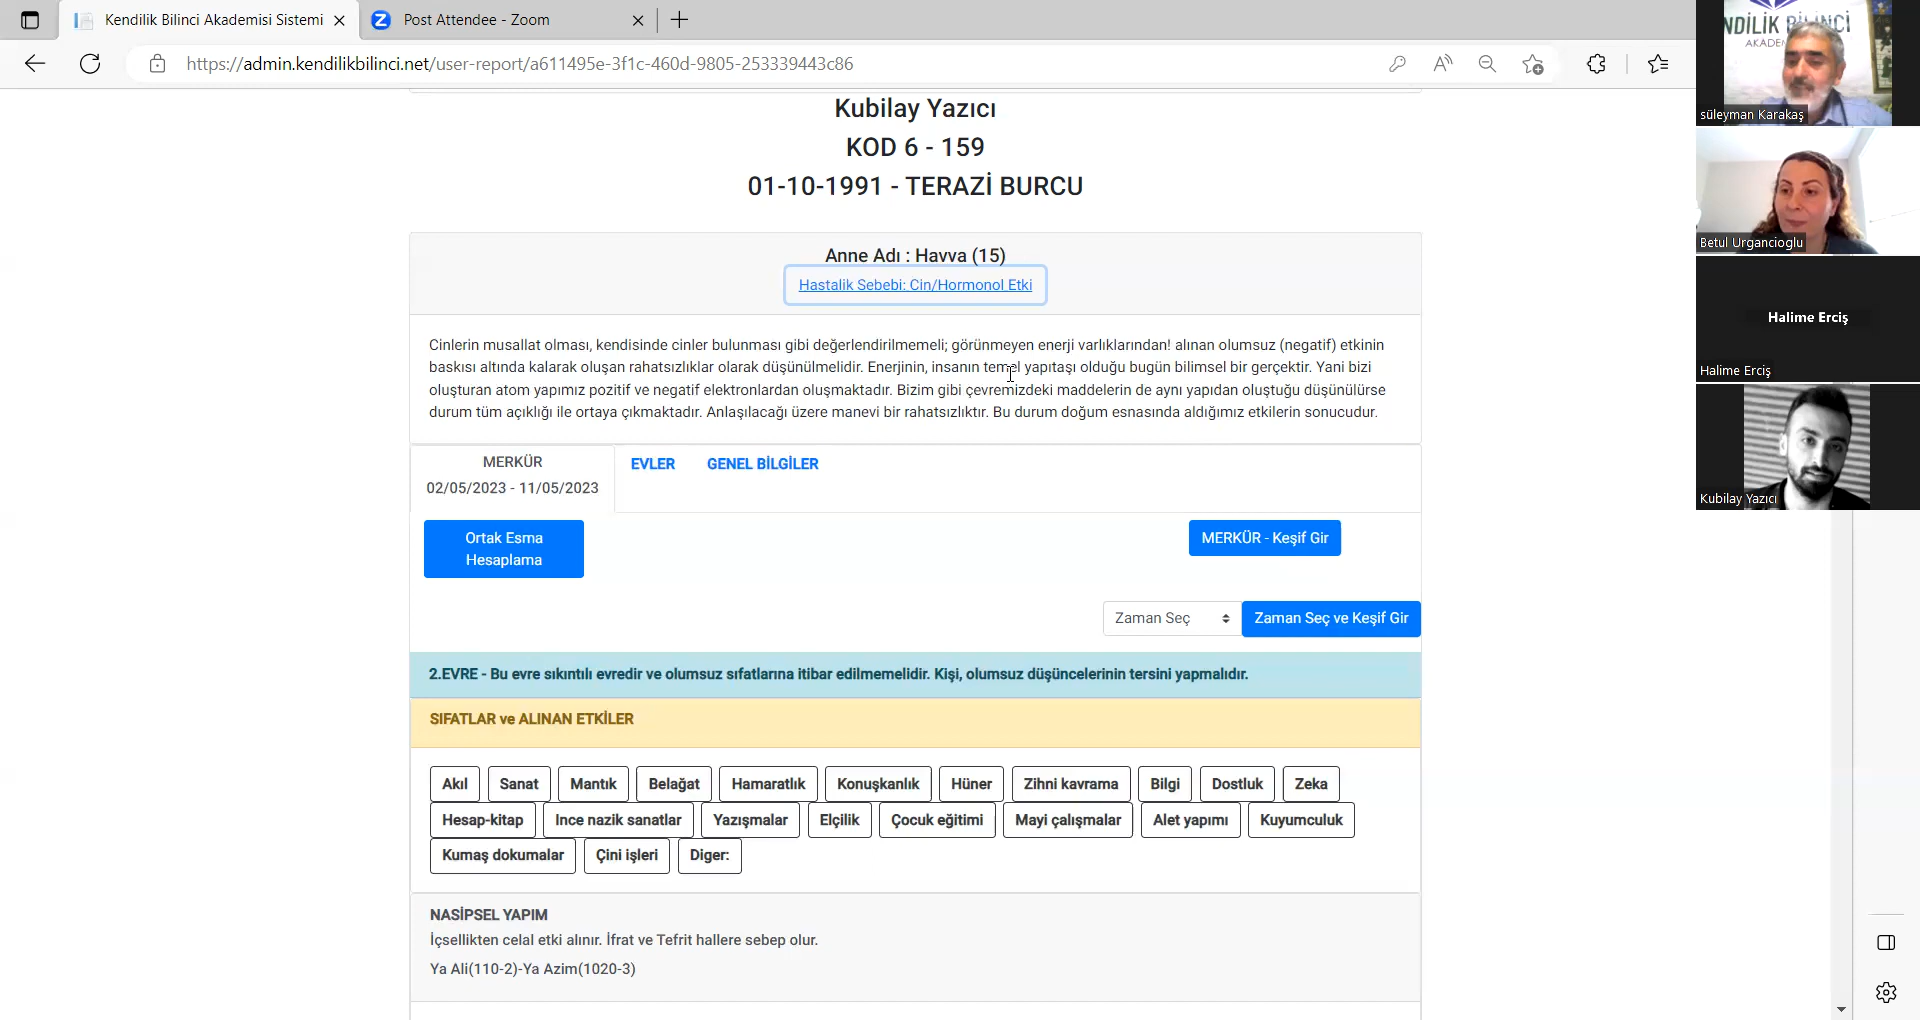 Kendilik Bilinci Akademisi Sistemi
Post Attendee - Zoom
https://admin.kendilikbilinci.net/user-report/a611495e-3f1c-460d-9805-253339443c86
Kubilay Yazıcı
KOD 6 - 159
01-10-1991 - TERAZİ BURCU
Anne Adı : Havva (15)
Hastalik Sebebi: Cin/Hormonol Etki
Cinlerin musallat olması, kendisinde cinler bulunması gibi değerlendirilmemeli; görünmeyen enerji varlıklarından! alınan olumsuz (negatif) etkinin
baskısı altında kalarak oluşan rahatsızlıklar olarak düşünülmelidir. Enerjinin, insanın temel yapıtaşı olduğu bugün bilimsel bir gerçektir. Yani bizi
oluşturan atom yapımız pozitif ve negatif elektronlardan oluşmaktadır. Bizim gibi çevremizdeki maddelerin de aynı yapıdan oluştuğu düşünülürse
durum tüm açıklığı ile ortaya çıkmaktadır. Anlaşılacağı üzere manevi bir rahatsızlıktır. Bu durum doğum esnasında aldığımız etkilerin sonucudur.
MERKÜR
02/05/2023 - 11/05/2023
EVLER
GENEL BİLGİLER
Ortak Esma
Hesaplama
MERKÜR - Keşif Gir
Zaman Seç
Zaman Seç ve Keşif Gir
2.EVRE - Bu evre sıkıntılı evredir ve olumsuz sıfatlarına itibar edilmemelidir. Kişi, olumsuz düşüncelerinin tersini yapmalıdır.
SIFATLAR ve ALINAN ETKİLER
Akıl Sanat Mantık Belağat Hamaratlık Konuşkanlık Hüner Zihni kavrama Bilgi Dostluk Zeka
Hesap-kitap Ince nazik sanatlar Yazışmalar Elçilik Çocuk eğitimi Mayi çalışmalar Alet yapımı Kuyumculuk
Kumaş dokumalar Çini işleri Diger:
NASİPSEL YAPIM
İçsellikten celal etki alınır. İfrat ve Tefrit hallere sebep olur.
Ya Ali(110-2)-Ya Azim(1020-3)
süleyman Karakaş
Betul Urgancioglu
Halime Erciş
Halime Erciş
Kubilay Yazıcı